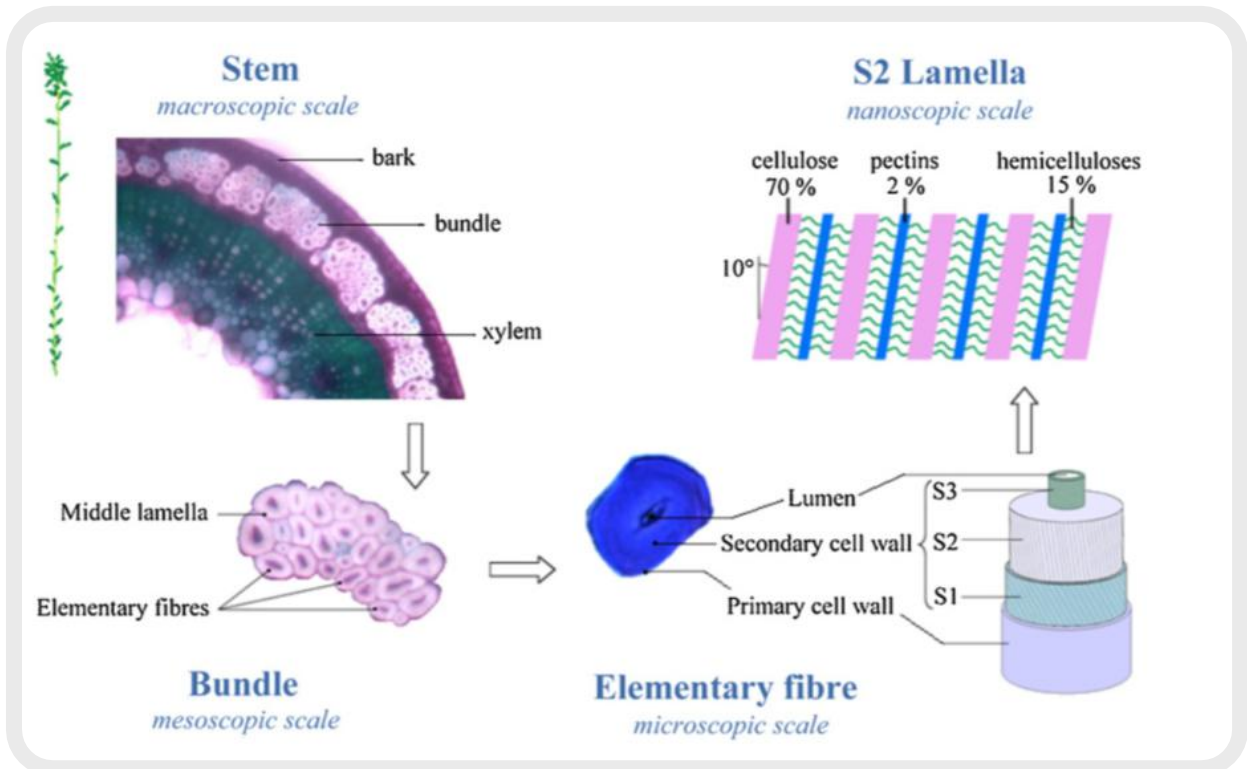 Stem
macroscopic scale
bark
bundle
xylem
S2 Lamella
nanoscopic scale
cellulose
70 %
pectins
2 %
hemicelluloses
15 %
10°
Middle lamella
Elementary fibres
Bundle
mesoscopic scale
Lumen
Secondary cell wall
Primary cell wall
S3
S2
S1
Elementary fibre
microscopic scale